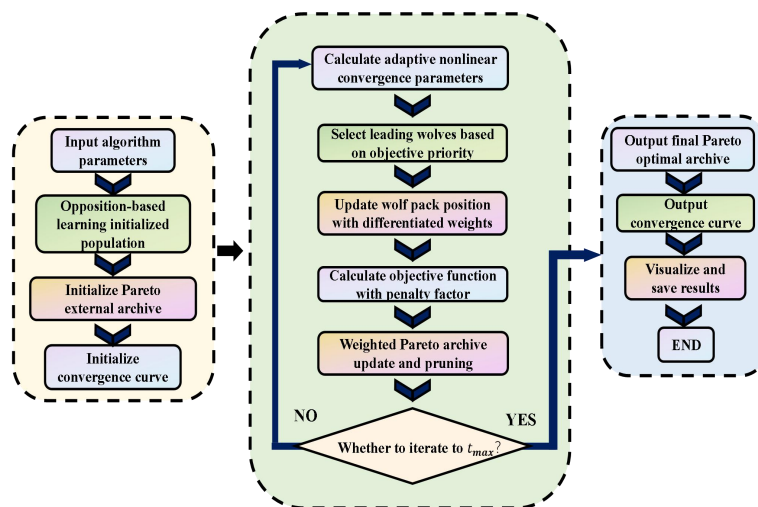 Input algorithm
parameters
Opposition-based
learning initialized
population
Initialize Pareto
external archive
Initialize
convergence curve
Calculate adaptive nonlinear
convergence parameters
Select leading wolves based
on objective priority
Update wolf pack position
with differentiated weights
Calculate objective function
with penalty factor
Weighted Pareto archive
update and pruning
NO
YES
Whether to iterate to t_max?
Output final Pareto
optimal archive
Output
convergence curve
Visualize and
save results
END